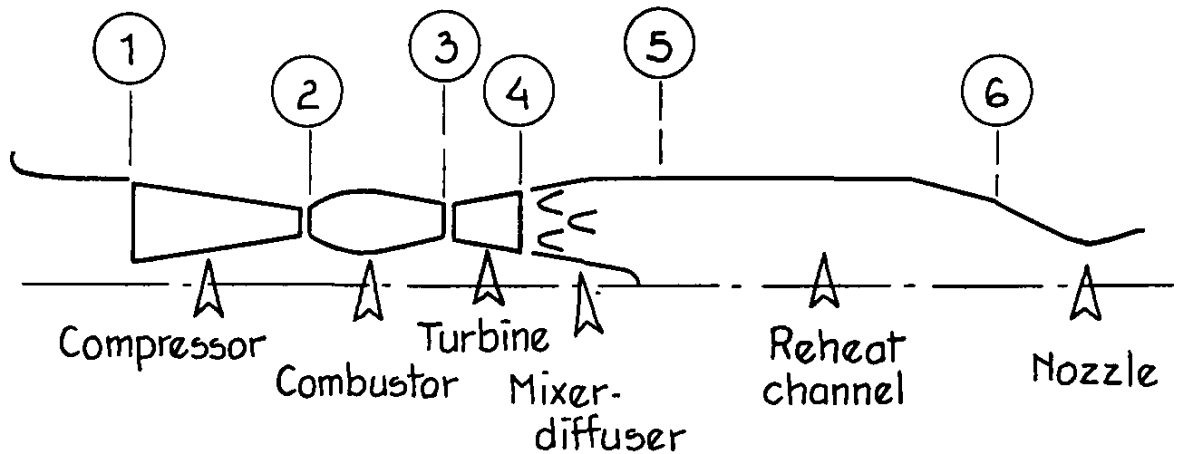 1
2
3
4
5
6
Compressor
Combustor
Turbine
Mixer-
diffuser
Reheat
channel
Nozzle